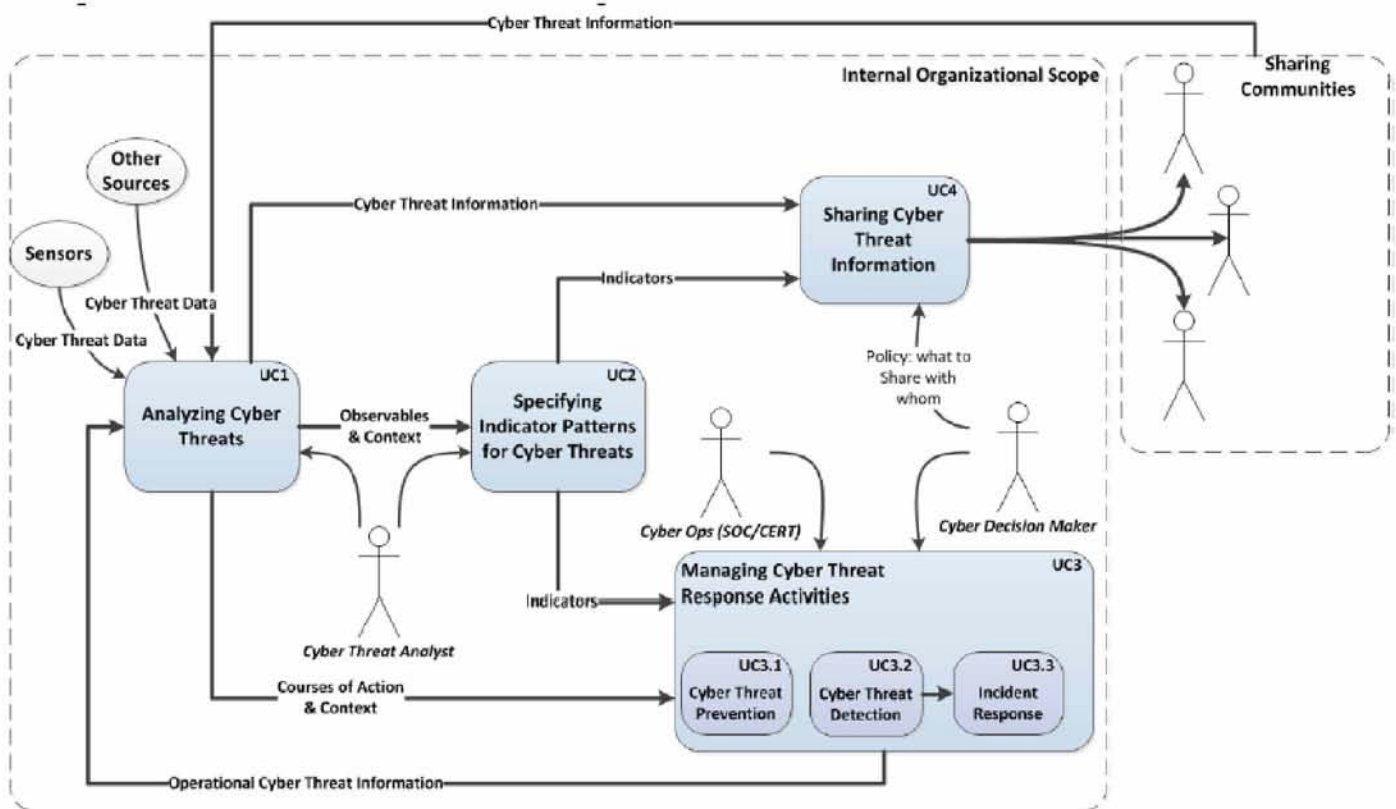 Cyber Threat Information
Internal Organizational Scope
Sharing
Communities
Other
Sources
Sensors
Cyber Threat Data
Cyber Threat Data
Cyber Threat Information
UC4
Sharing Cyber
Threat
Information
Indicators
UC1
Analyzing Cyber
Threats
Observables
& Context
UC2
Specifying
Indicator Patterns
for Cyber Threats
Policy: what to
Share with
whom
Cyber Ops (SOC/CERT)
Cyber Decision Maker
Cyber Threat Analyst
Indicators
UC3
Managing Cyber Threat
Response Activities
UC3.1
Cyber Threat
Prevention
UC3.2
Cyber Threat
Detection
UC3.3
Incident
Response
Courses of Action
& Context
Operational Cyber Threat Information